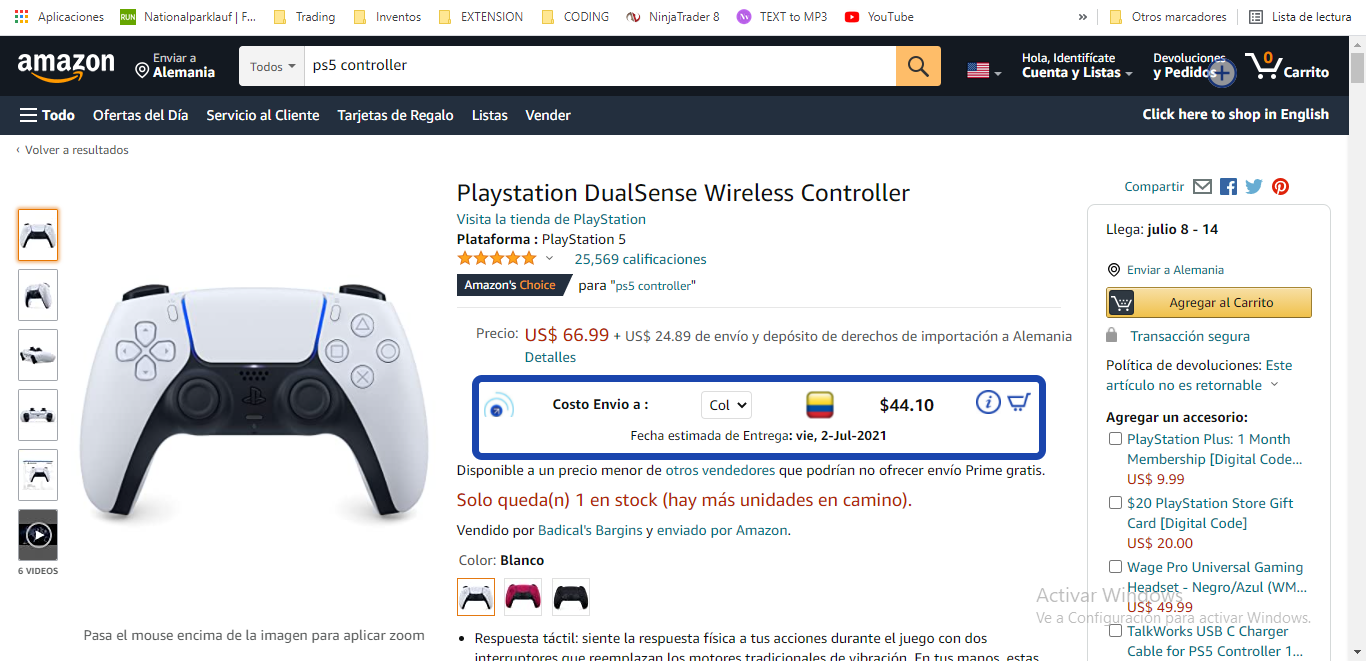 Aplicaciones
RUN
Nationalparklauf | F...
Trading
Inventos
EXTENSION
CODING
NinjaTrader 8
TEXT to MP3
YouTube
»
Otros marcadores
Lista de lectura
amazon
Enviar a
Alemania
Todos
ps5 controller
Hola, Identifícate
Cuenta y Listas
Devoluciones
y Pedidos
0
Carrito
Todo
Ofertas del Día
Servicio al Cliente
Tarjetas de Regalo
Listas
Vender
Click here to shop in English
‹ Volver a resultados
6 VIDEOS
Pasa el mouse encima de la imagen para aplicar zoom
Playstation DualSense Wireless Controller
Visita la tienda de PlayStation
Plataforma : PlayStation 5
25,569 calificaciones
Amazon's Choice para "ps5 controller"
Precio: US$ 66.99 + US$ 24.89 de envío y depósito de derechos de importación a Alemania
Detalles
Costo Envio a : Col $44.10
Fecha estimada de Entrega: vie, 2-Jul-2021
Disponible a un precio menor de otros vendedores que podrían no ofrecer envío Prime gratis.
Solo queda(n) 1 en stock (hay más unidades en camino).
Vendido por Badical's Bargins y enviado por Amazon.
Color: Blanco
• Respuesta táctil: siente la respuesta física a tus acciones durante el juego con dos
interruptores que reemplazan los motores tradicionales de vibración. En tus manos, estas
Compartir
Llega: julio 8 - 14
Enviar a Alemania
Agregar al Carrito
Transacción segura
Política de devoluciones: Este
artículo no es retornable
Agregar un accesorio:
PlayStation Plus: 1 Month
Membership [Digital Code...
US$ 9.99
$20 PlayStation Store Gift
Card [Digital Code]
US$ 20.00
Wage Pro Universal Gaming
Headset - Negro/Azul (WM...
US$ 49.99
TalkWorks USB C Charger
Cable for PS5 Controller 1...
Activar Windows
Ve a Configuración para activar Windows.